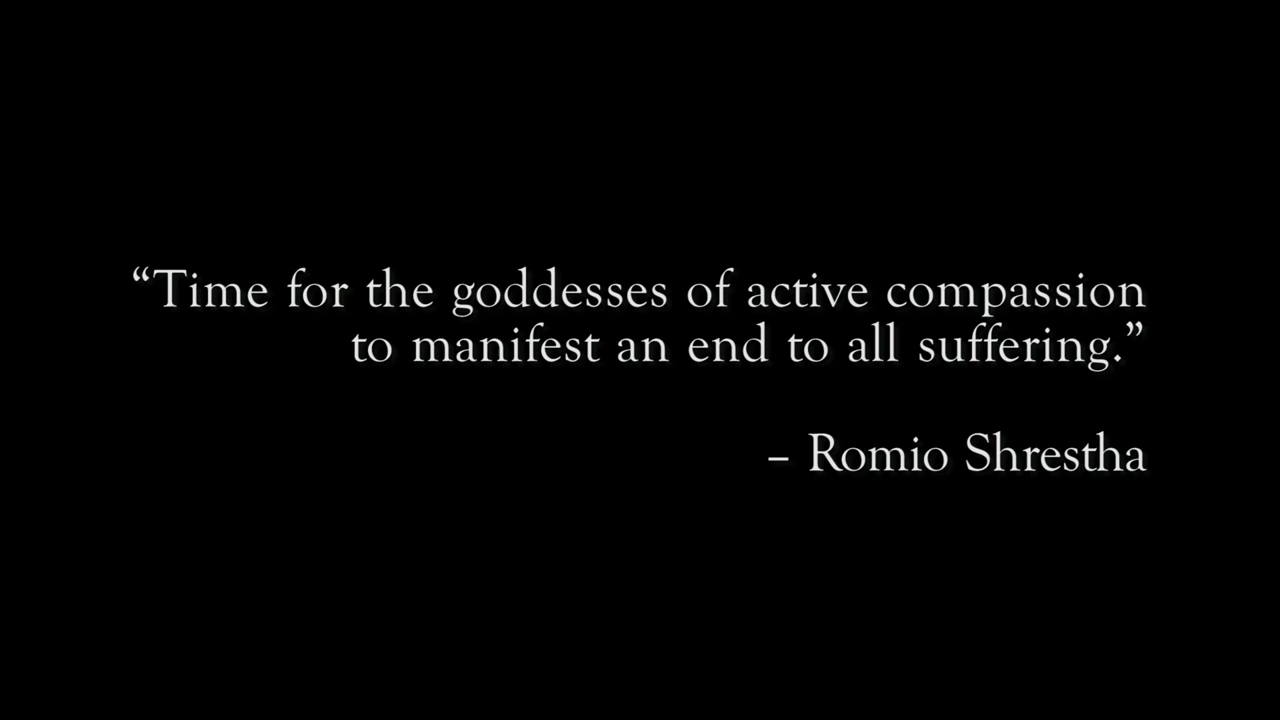 “Time for the goddesses of active compassion
to manifest an end to all suffering.”
– Romio Shrestha